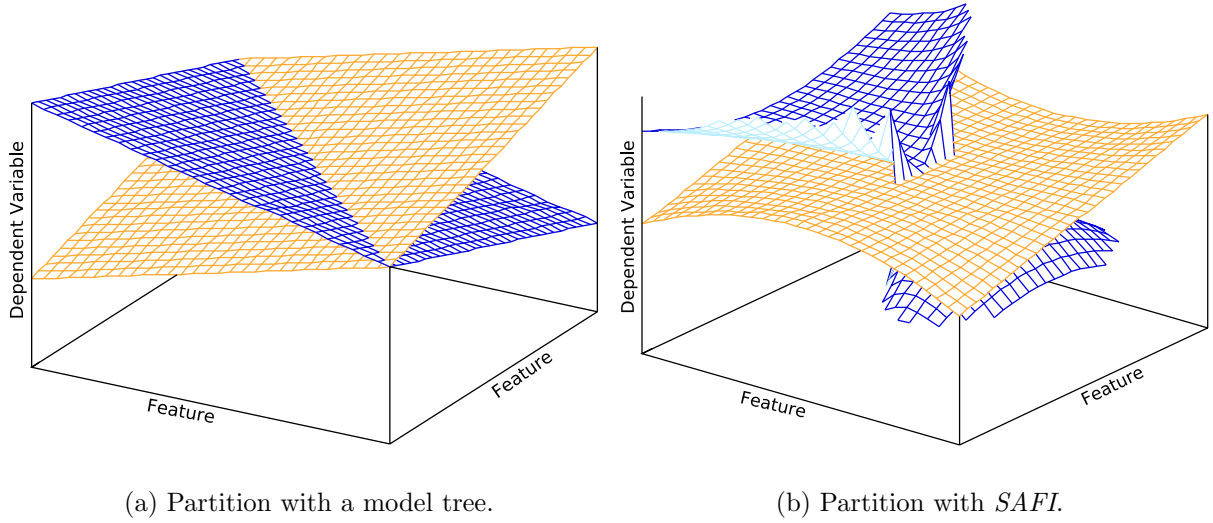 Dependent Variable
Feature
Feature
Dependent Variable
Feature
Feature
(a) Partition with a model tree.
(b) Partition with SAFI.